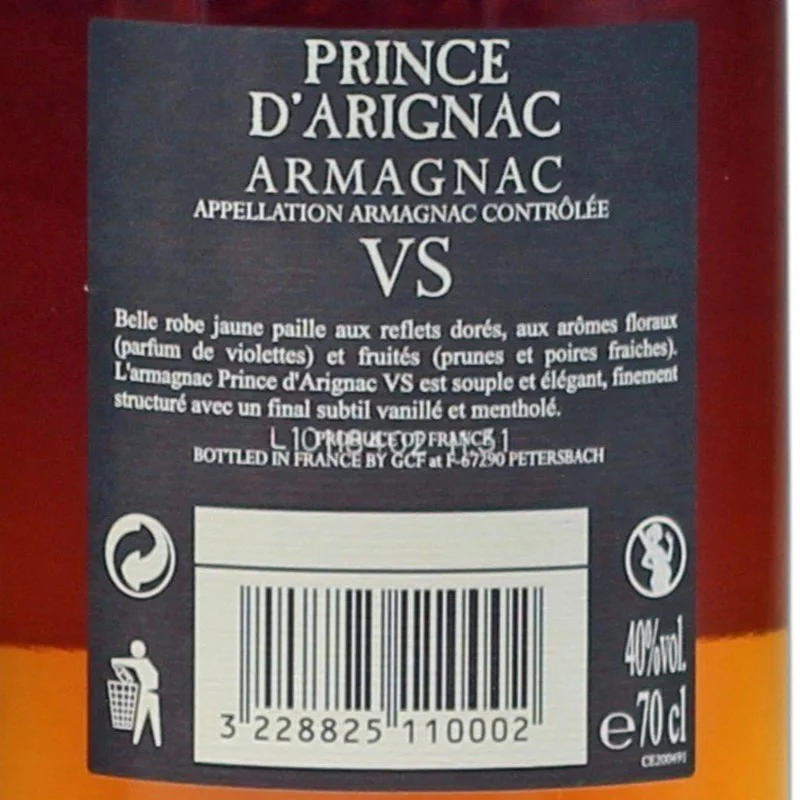 PRINCE
D'ARIGNAC
ARMAGNAC
APPELLATION ARMAGNAC CONTRÔLÉE
VS
Belle robe jaune paille aux reflets dorés, aux arômes floraux
(parfum de violettes) et fruités (prunes et poires fraiches).
L'armagnac Prince d'Arignac VS est souple et élégant, finement
structuré avec un final subtil vanillé et mentholé.
PRODUCE OF FRANCE
BOTTLED IN FRANCE BY GCF at F-67290 PETERSBACH
40%vol.
3 228825 110002
e 70 cl
CE200491